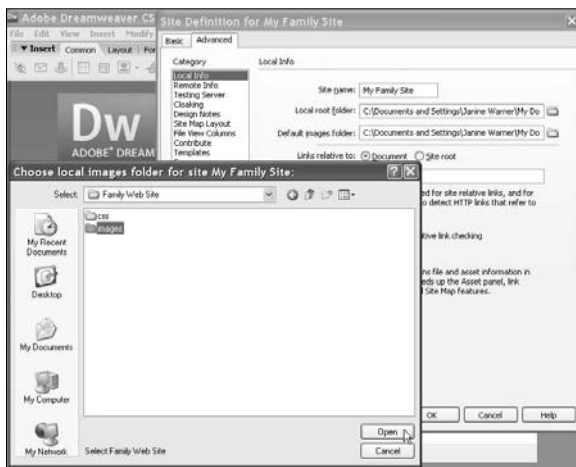 Adobe Dreamweaver CS
File Edit View Insert Modify
Insert Common Layout For
Dw
ADOBE® DREAM
Site Definition for My Family Site
Basic Advanced
Category
Local Info
Remote Info
Testing Server
Cloaking
Design Notes
Site Map Layout
File View Columns
Contribute
Templates
Local Info
Site name: My Family Site
Local root folder: C:\Documents and Settings\Janine Warner\My Do
Default images folder: C:\Documents and Settings\Janine Warner\My Do
Links relative to: Document Site root
ed for site relative links, and for
o detect HTTP links that refer to
itive link checking
ns file and asset information in
eds up the Asset panel, link
l Site Map features.
OK Cancel Help
Choose local images folder for site My Family Site:
Select: Family Web Site
css
images
My Recent
Documents
Desktop
My Documents
My Computer
My Network
Select Family Web Site
Open
Cancel